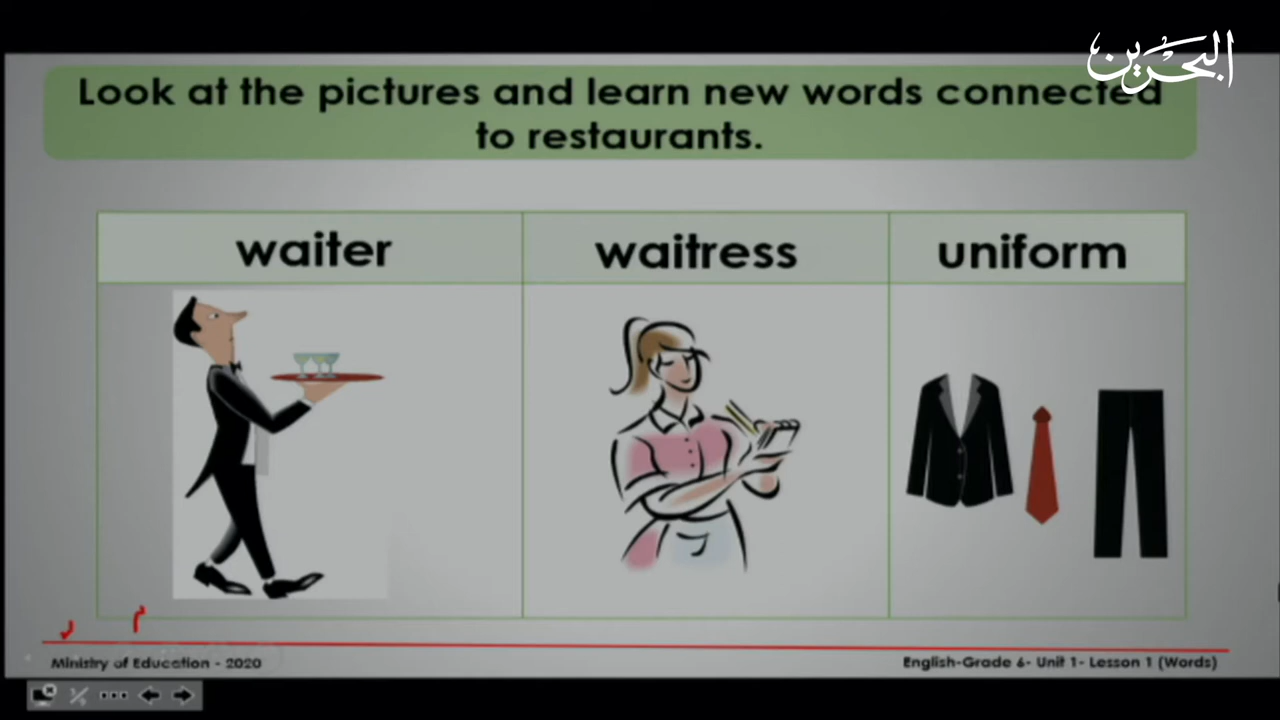 البحرين
Look at the pictures and learn new words connected
to restaurants.
waiter
waitress
uniform
Ministry of Education - 2020
English-Grade 6- Unit 1- Lesson 1 (Words)